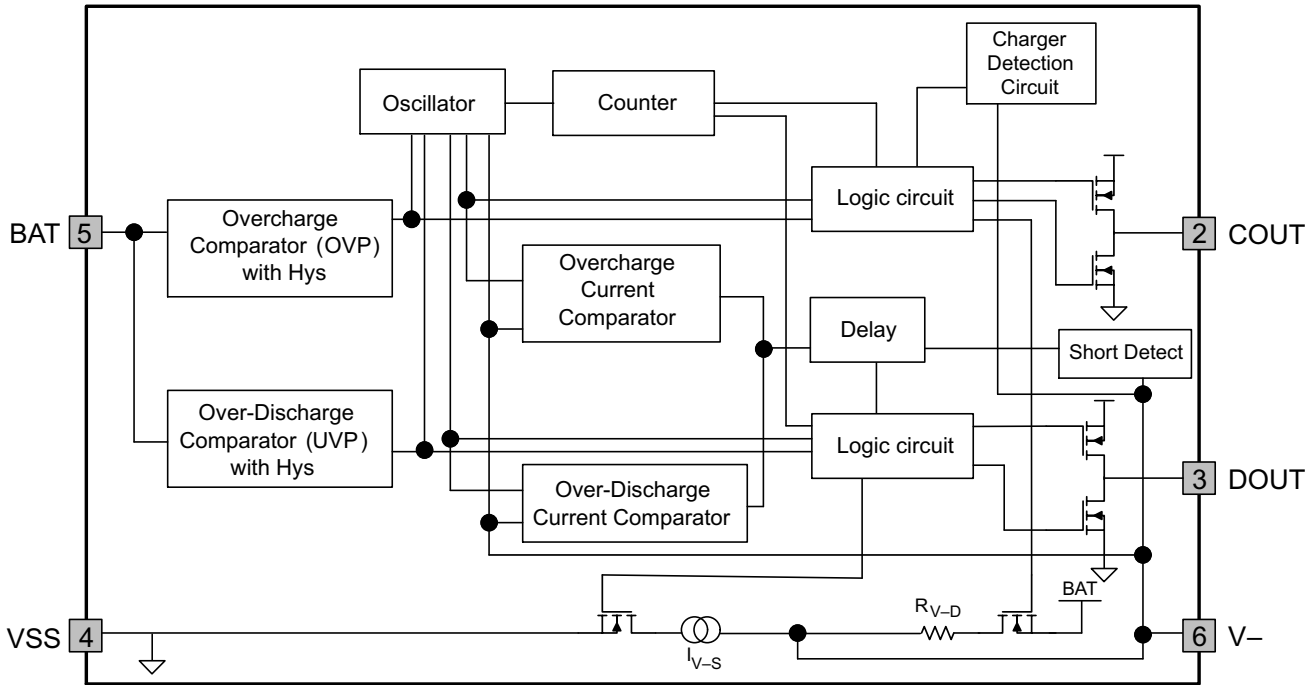 Charger
Detection
Circuit
Oscillator
Counter
Logic circuit
BAT
5
Overcharge
Comparator (OVP)
with Hys
2
COUT
Overcharge
Current
Comparator
Delay
Short Detect
Over-Discharge
Comparator (UVP)
with Hys
Logic circuit
3
DOUT
Over-Discharge
Current Comparator
BAT
RV–D
VSS
4
IV–S
6
V–